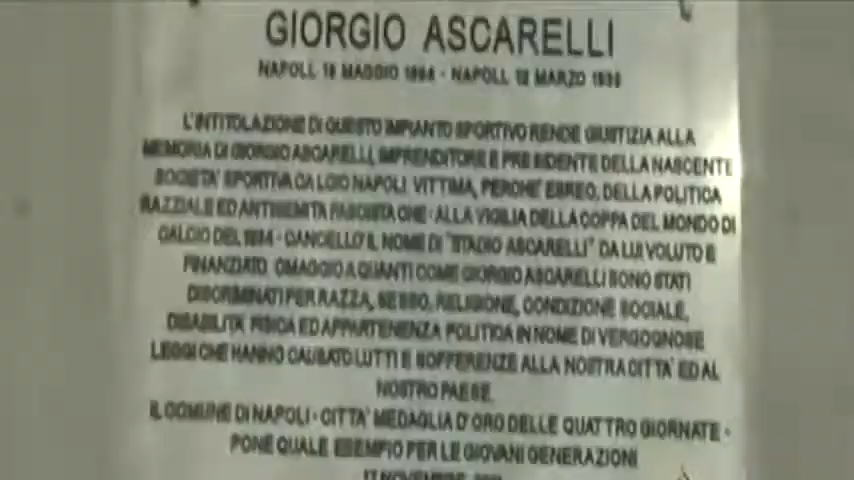 GIORGIO ASCARELLI
NAPOLI, 18 MAGGIO 1894 - NAPOLI, 12 MARZO 1930
L'INTITOLAZIONE DI QUESTO IMPIANTO SPORTIVO RENDE GIUSTIZIA ALLA
MEMORIA DI GIORGIO ASCARELLI, IMPRENDITORE E PRESIDENTE DELLA NASCENTE
SOCIETA' SPORTIVA CALCIO NAPOLI. VITTIMA, PERCHE' EBREO, DELLA POLITICA
RAZZIALE ED ANTISEMITA FASCISTA CHE - ALLA VIGILIA DELLA COPPA DEL MONDO DI
CALCIO DEL 1934 - CANCELLO' IL NOME DI "STADIO ASCARELLI" DA LUI VOLUTO E
FINANZIATO. OMAGGIO A QUANTI COME GIORGIO ASCARELLI SONO STATI
DISCRIMINATI PER RAZZA, SESSO, RELIGIONE, CONDIZIONE SOCIALE,
DISABILITA' FISICA ED APPARTENENZA POLITICA IN NOME DI VERGOGNOSE
LEGGI CHE HANNO CAUSATO LUTTI E SOFFERENZE ALLA NOSTRA CITTA' ED AL
NOSTRO PAESE.
IL COMUNE DI NAPOLI - CITTA' MEDAGLIA D'ORO DELLE QUATTRO GIORNATE -
PONE QUALE ESEMPIO PER LE GIOVANI GENERAZIONI
17 NOVEMBRE